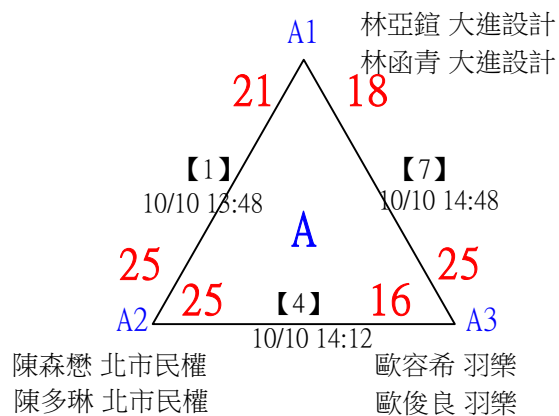 A1
林亞鍹 大進設計
林函青 大進設計
21
18
【1】
10/10 13:48
【7】
10/10 14:48
A
25
25
25
16
【4】
10/10 14:12
A2
A3
陳森懋 北市民權
陳多琳 北市民權
歐容希 羽樂
歐俊良 羽樂